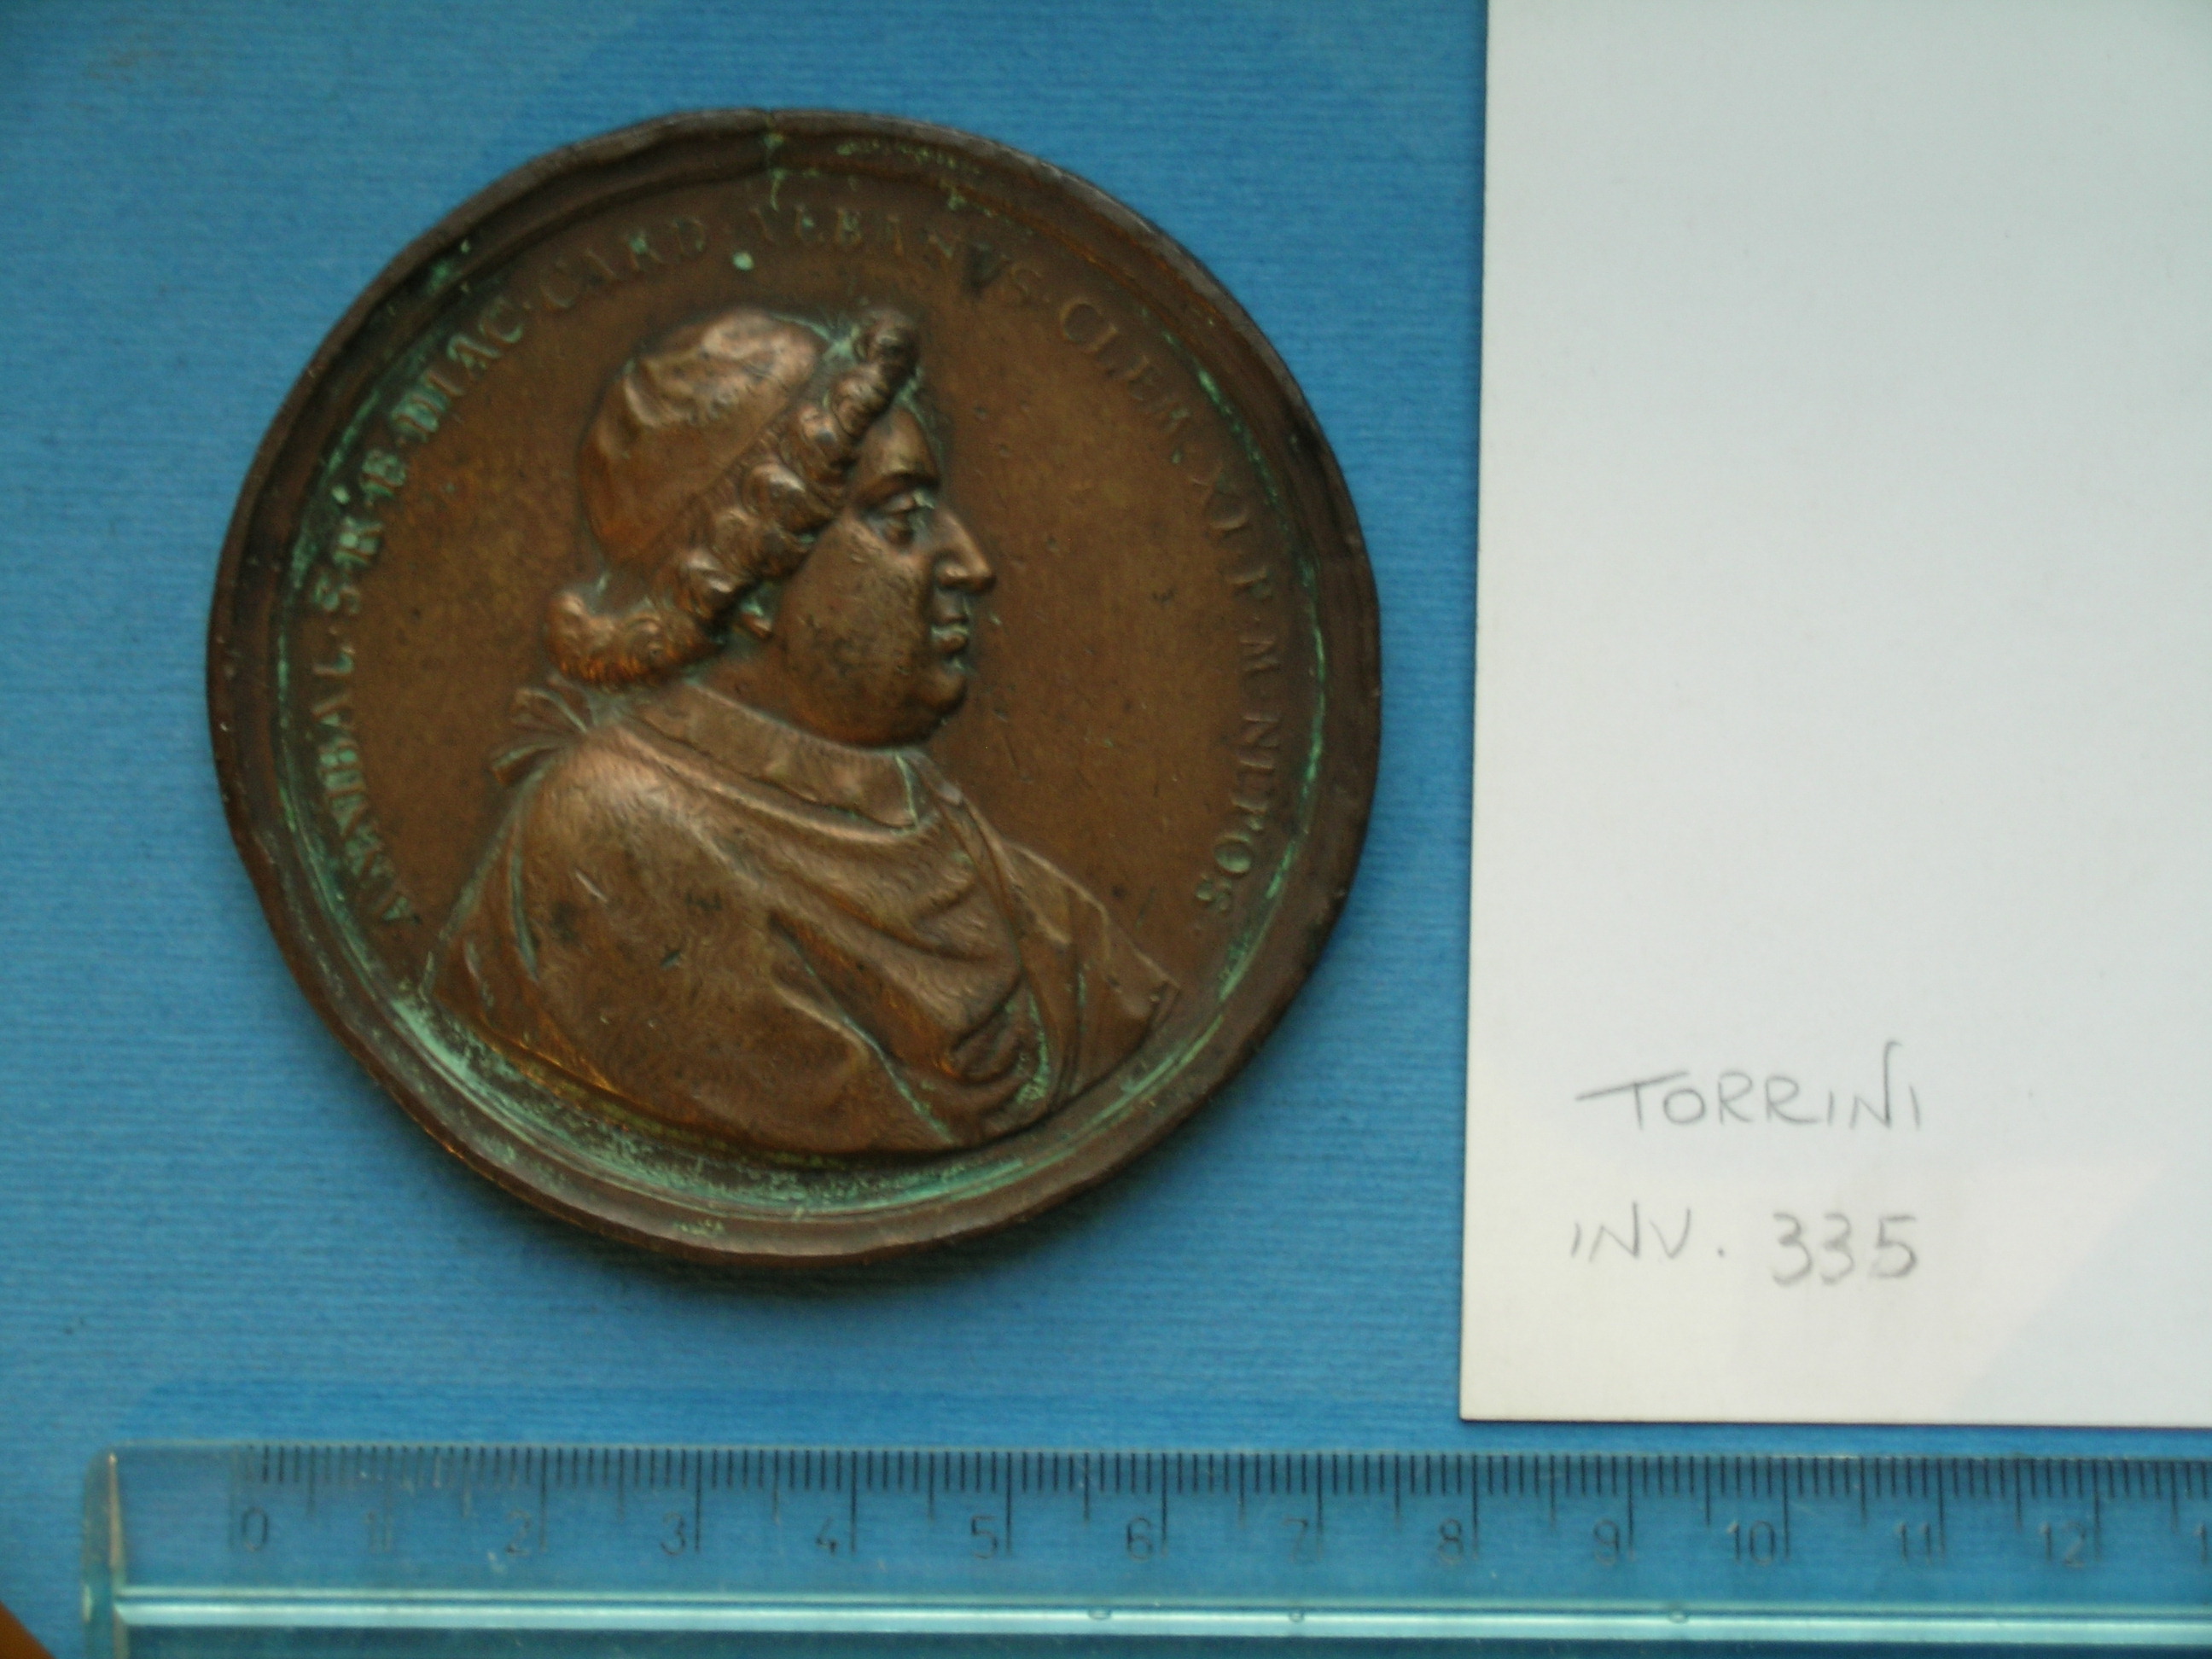 ANNIBAL · S · R · E · DIAC · CARD · ALBANVS · CLEM · XI · P · M · NEPOS
TORRINI
INV. 335
0 1 2 3 4 5 6 7 8 9 10 11 12